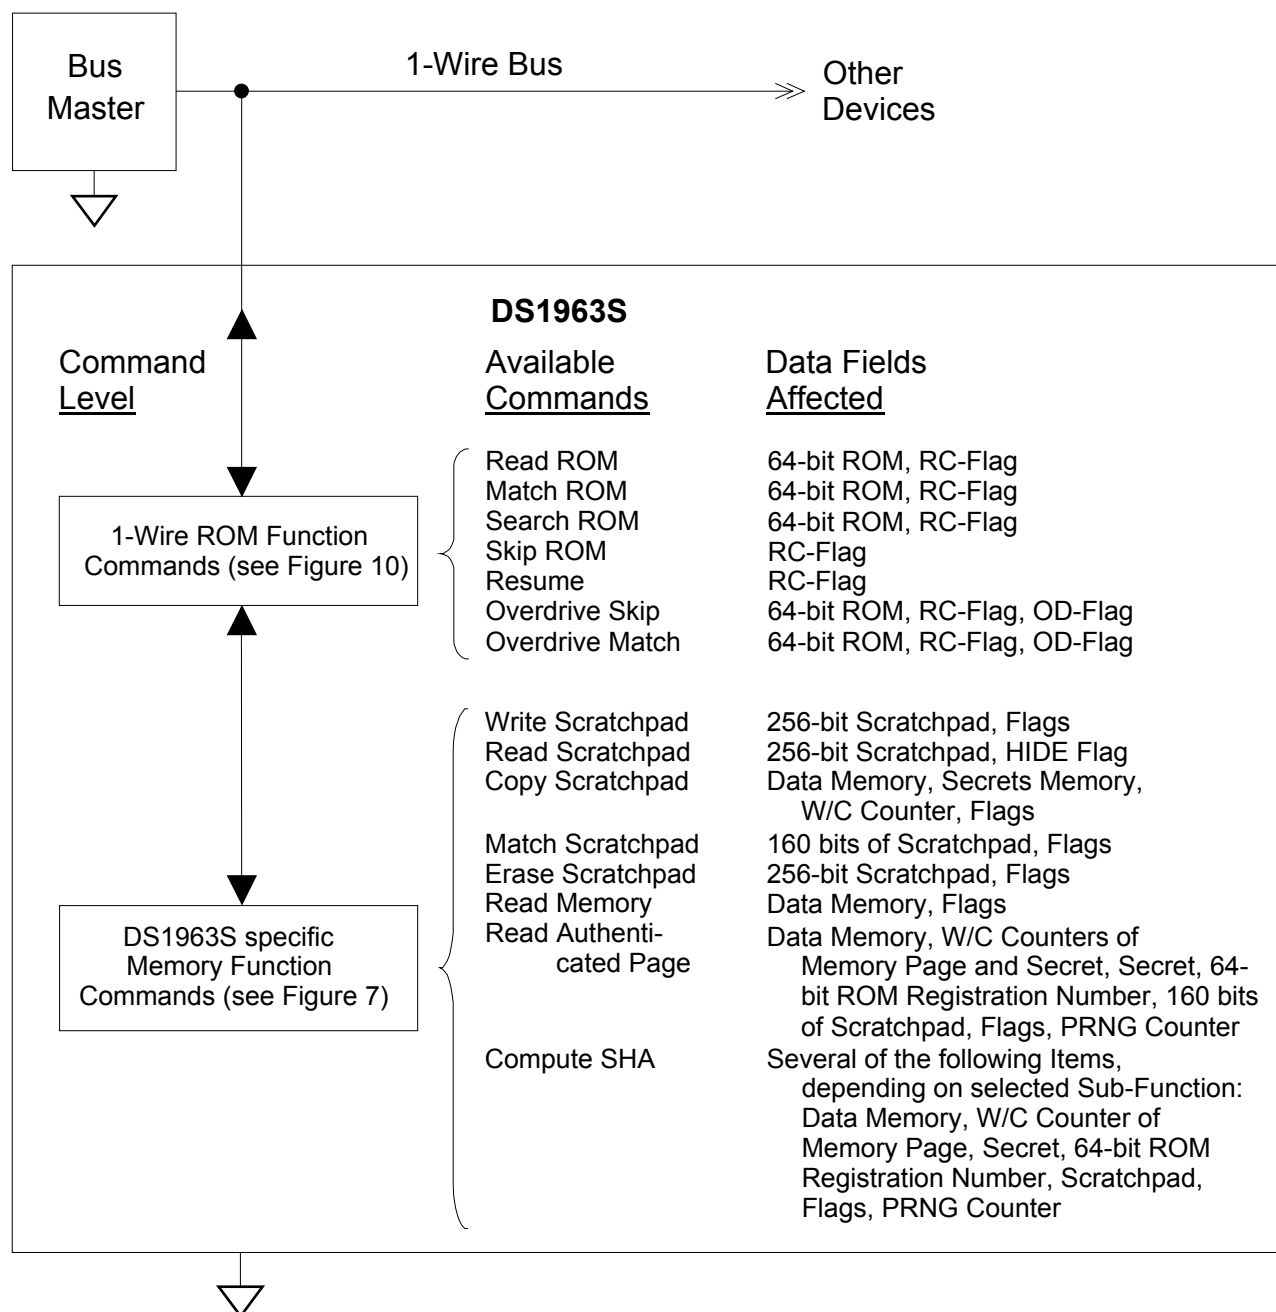 Bus
Master
1-Wire Bus
Other
Devices
DS1963S
Command
Level
Available
Commands
Data Fields
Affected
1-Wire ROM Function
Commands (see Figure 10)
Read ROM 64-bit ROM, RC-Flag
Match ROM 64-bit ROM, RC-Flag
Search ROM 64-bit ROM, RC-Flag
Skip ROM RC-Flag
Resume RC-Flag
Overdrive Skip 64-bit ROM, RC-Flag, OD-Flag
Overdrive Match 64-bit ROM, RC-Flag, OD-Flag
DS1963S specific
Memory Function
Commands (see Figure 7)
Write Scratchpad 256-bit Scratchpad, Flags
Read Scratchpad 256-bit Scratchpad, HIDE Flag
Copy Scratchpad Data Memory, Secrets Memory,
W/C Counter, Flags
Match Scratchpad 160 bits of Scratchpad, Flags
Erase Scratchpad 256-bit Scratchpad, Flags
Read Memory Data Memory, Flags
Read Authenti- Data Memory, W/C Counters of
cated Page Memory Page and Secret, Secret, 64-
bit ROM Registration Number, 160 bits
of Scratchpad, Flags, PRNG Counter
Compute SHA Several of the following Items,
depending on selected Sub-Function:
Data Memory, W/C Counter of
Memory Page, Secret, 64-bit ROM
Registration Number, Scratchpad,
Flags, PRNG Counter